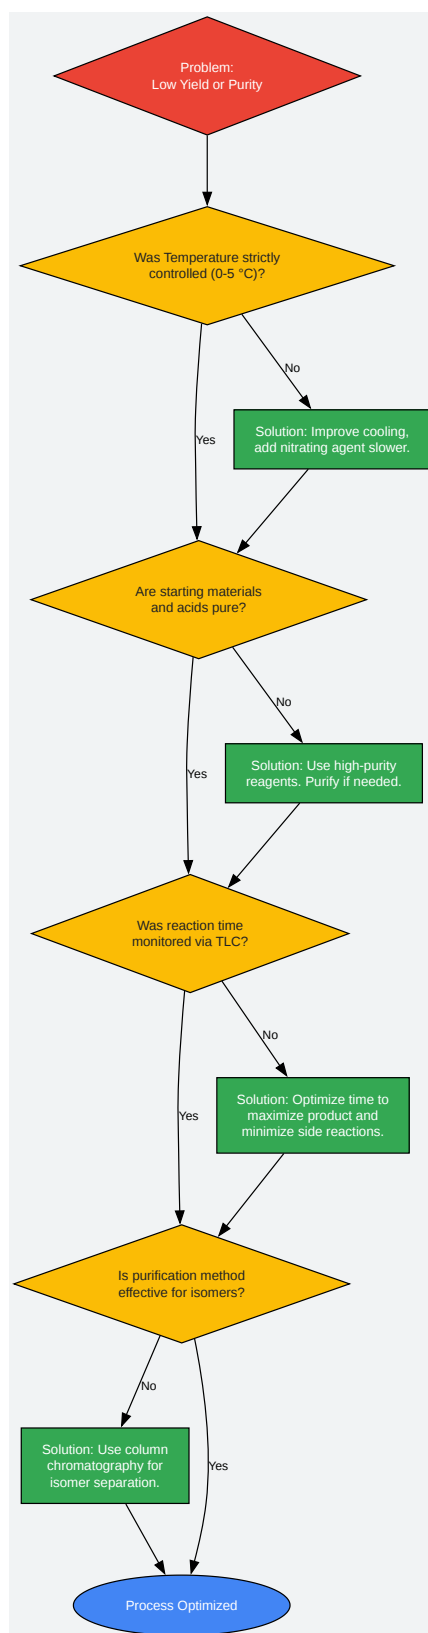 Problem:
Low Yield or Purity
Was Temperature strictly
controlled (0-5 °C)?
No
Solution: Improve cooling,
add nitrating agent slower.
Yes
Are starting materials
and acids pure?
No
Solution: Use high-purity
reagents. Purify if needed.
Yes
Was reaction time
monitored via TLC?
No
Solution: Optimize time to
maximize product and
minimize side reactions.
Yes
Is purification method
effective for isomers?
No
Solution: Use column
chromatography for
isomer separation.
Yes
Process Optimized